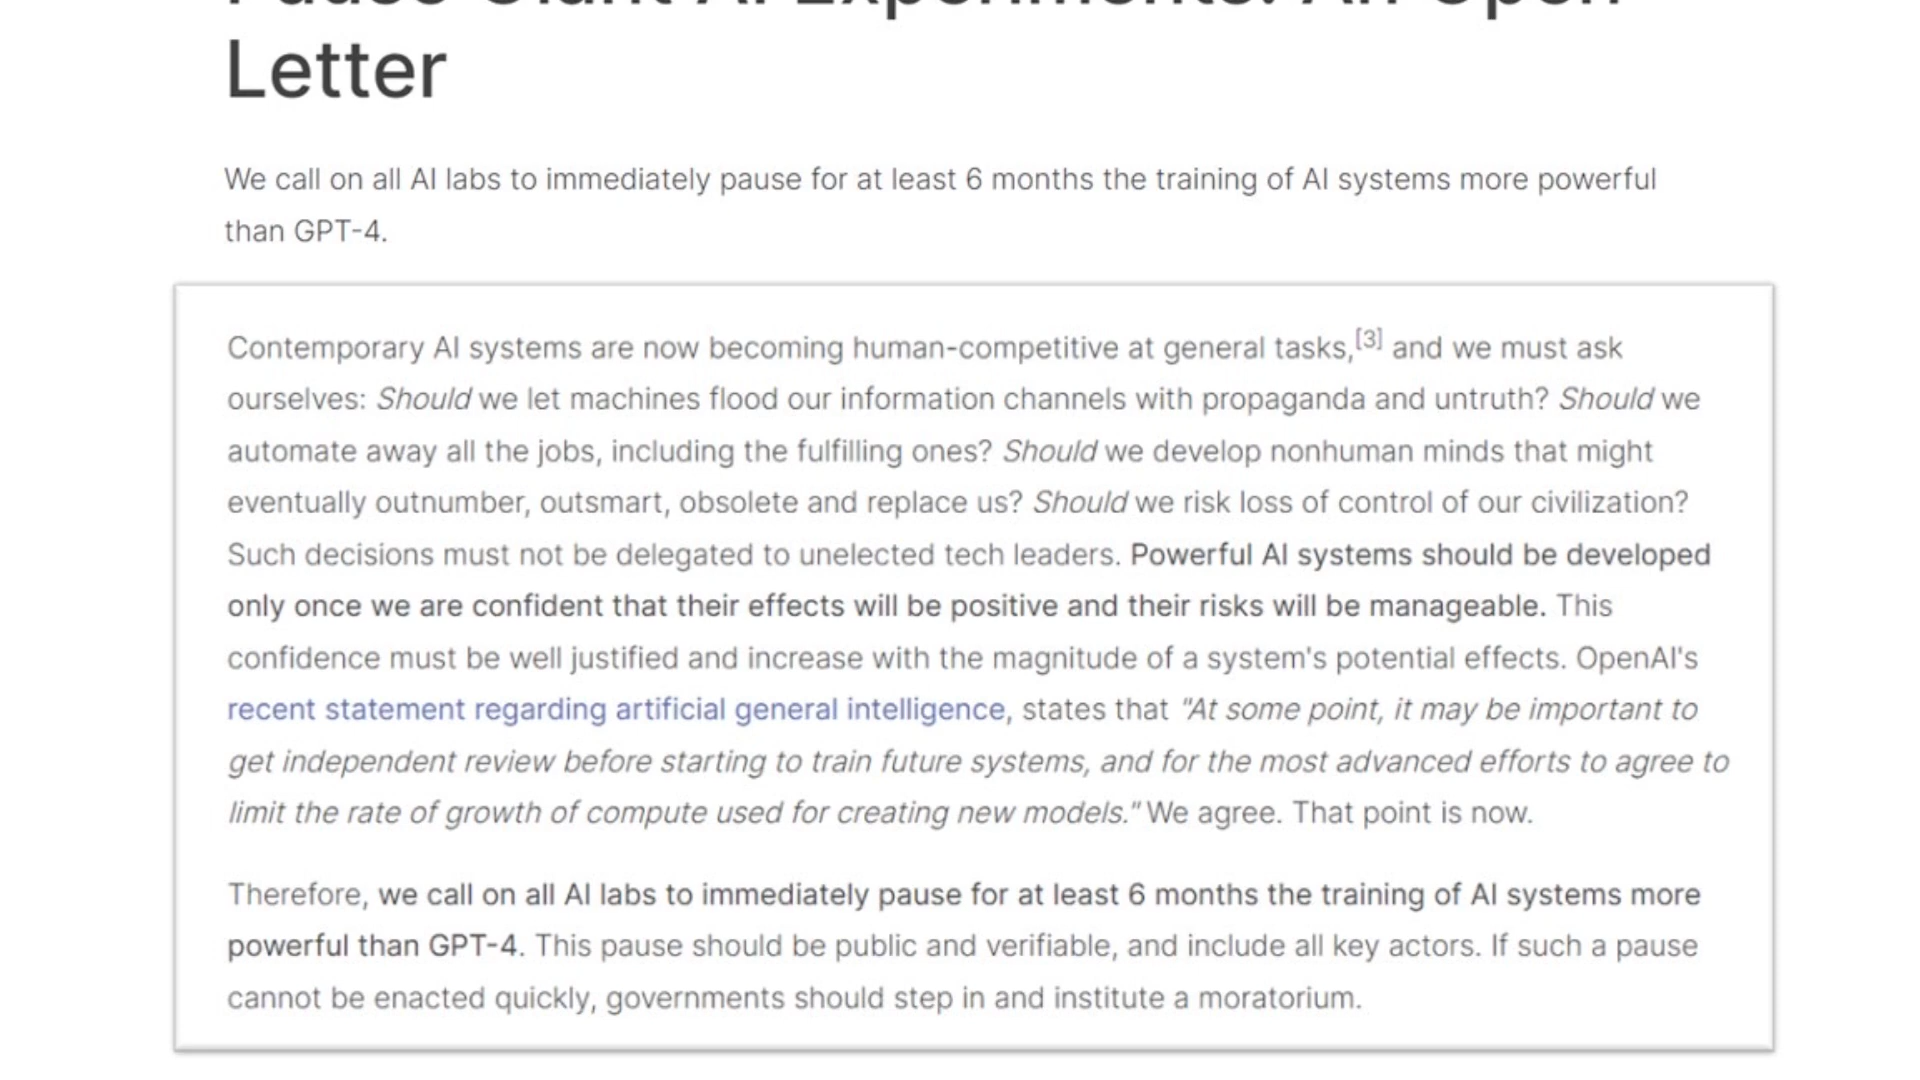 Pause Giant AI Experiments: An Open
Letter
We call on all AI labs to immediately pause for at least 6 months the training of AI systems more powerful
than GPT-4.
Contemporary AI systems are now becoming human-competitive at general tasks,[3] and we must ask
ourselves: Should we let machines flood our information channels with propaganda and untruth? Should we
automate away all the jobs, including the fulfilling ones? Should we develop nonhuman minds that might
eventually outnumber, outsmart, obsolete and replace us? Should we risk loss of control of our civilization?
Such decisions must not be delegated to unelected tech leaders. Powerful AI systems should be developed
only once we are confident that their effects will be positive and their risks will be manageable. This
confidence must be well justified and increase with the magnitude of a system's potential effects. OpenAI's
recent statement regarding artificial general intelligence, states that "At some point, it may be important to
get independent review before starting to train future systems, and for the most advanced efforts to agree to
limit the rate of growth of compute used for creating new models." We agree. That point is now.
Therefore, we call on all AI labs to immediately pause for at least 6 months the training of AI systems more
powerful than GPT-4. This pause should be public and verifiable, and include all key actors. If such a pause
cannot be enacted quickly, governments should step in and institute a moratorium.